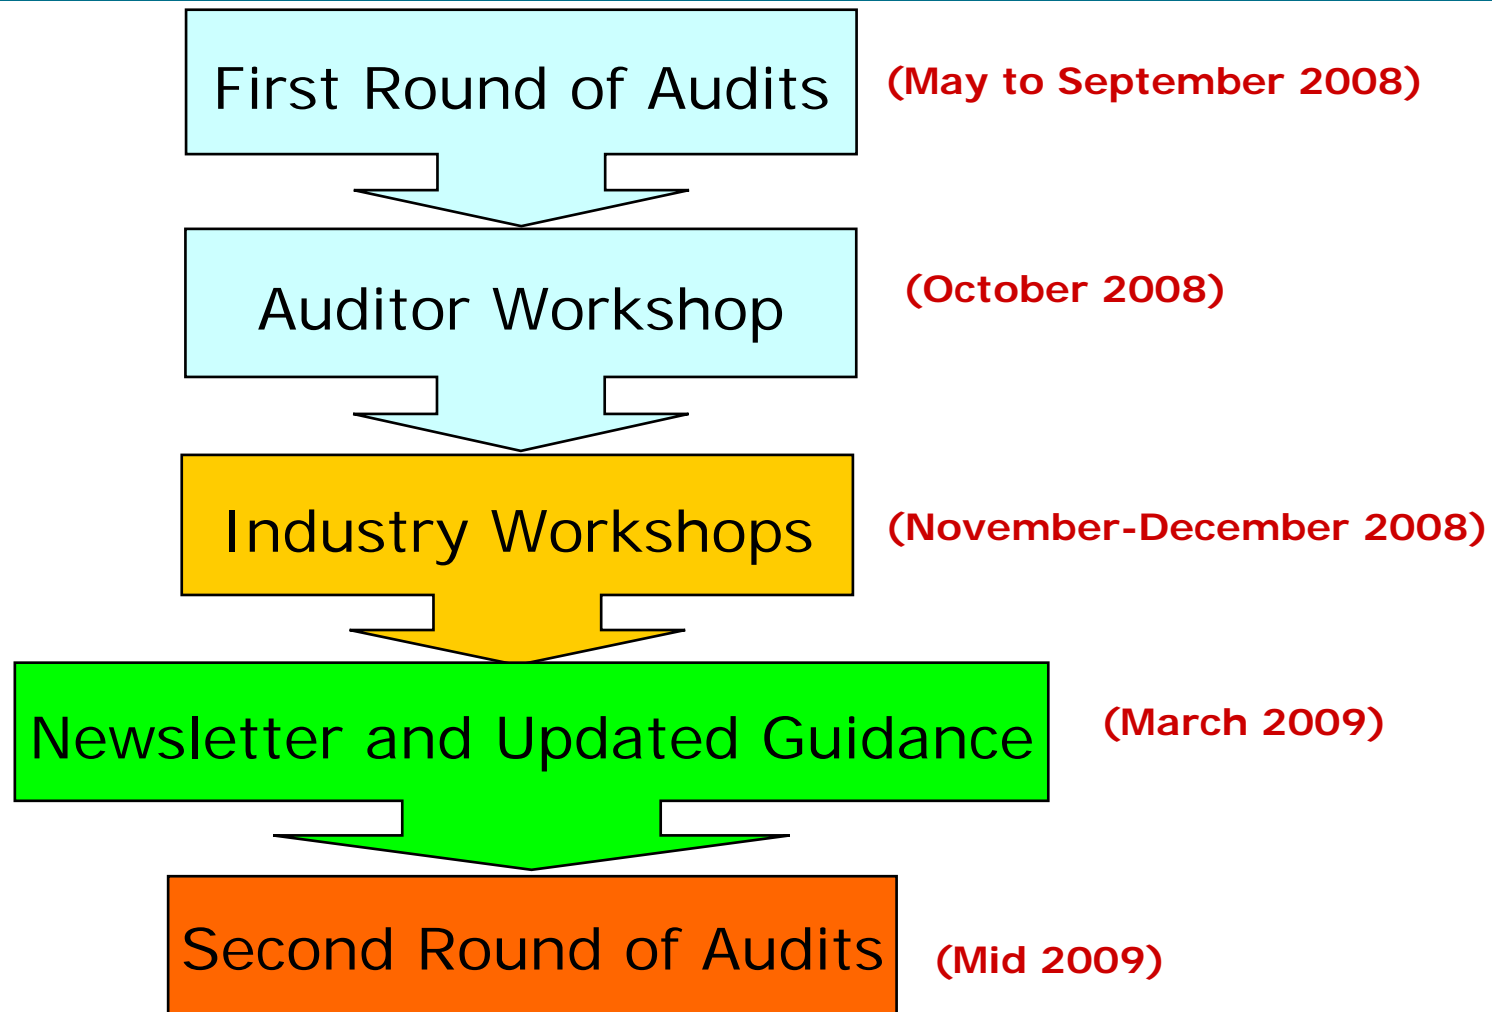 First Round of Audits
(May to September 2008)
Auditor Workshop
(October 2008)
Industry Workshops
(November-December 2008)
Newsletter and Updated Guidance
(March 2009)
Second Round of Audits
(Mid 2009)